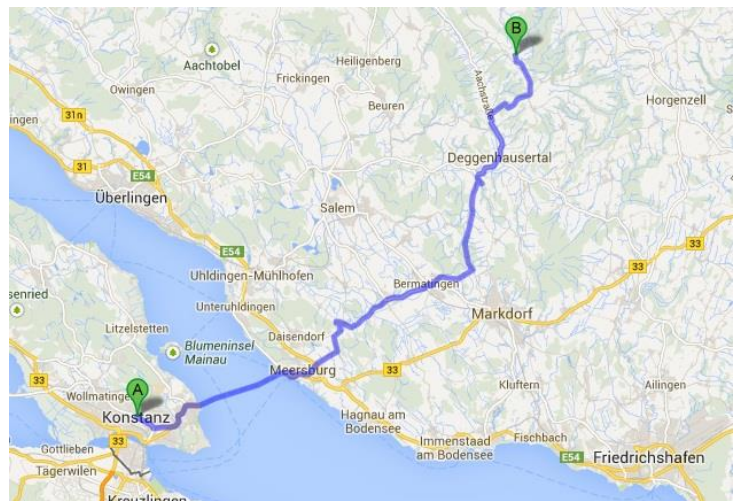 B
Aachtobel
Heiligenberg
Frickingen
Owingen
Beuren
Aachstraße
Horgenzell
31n
ingen
31
E54
Deggenhausertal
Überlingen
Salem
E54
33
Uhldingen-Mühlhofen
Bermatingen
senried
Unteruhldingen
Markdorf
Litzelstetten
Daisendorf
Blumeninsel
Mainau
Meersburg
33
33
A
Wollmatingen
Kluftern
Ailingen
Konstanz
Hagnau am
Bodensee
33
Gottlieben
Immenstaad
am Bodensee
Fischbach
E54
Friedrichshafen
Tägerwilen
Kreuzlingen